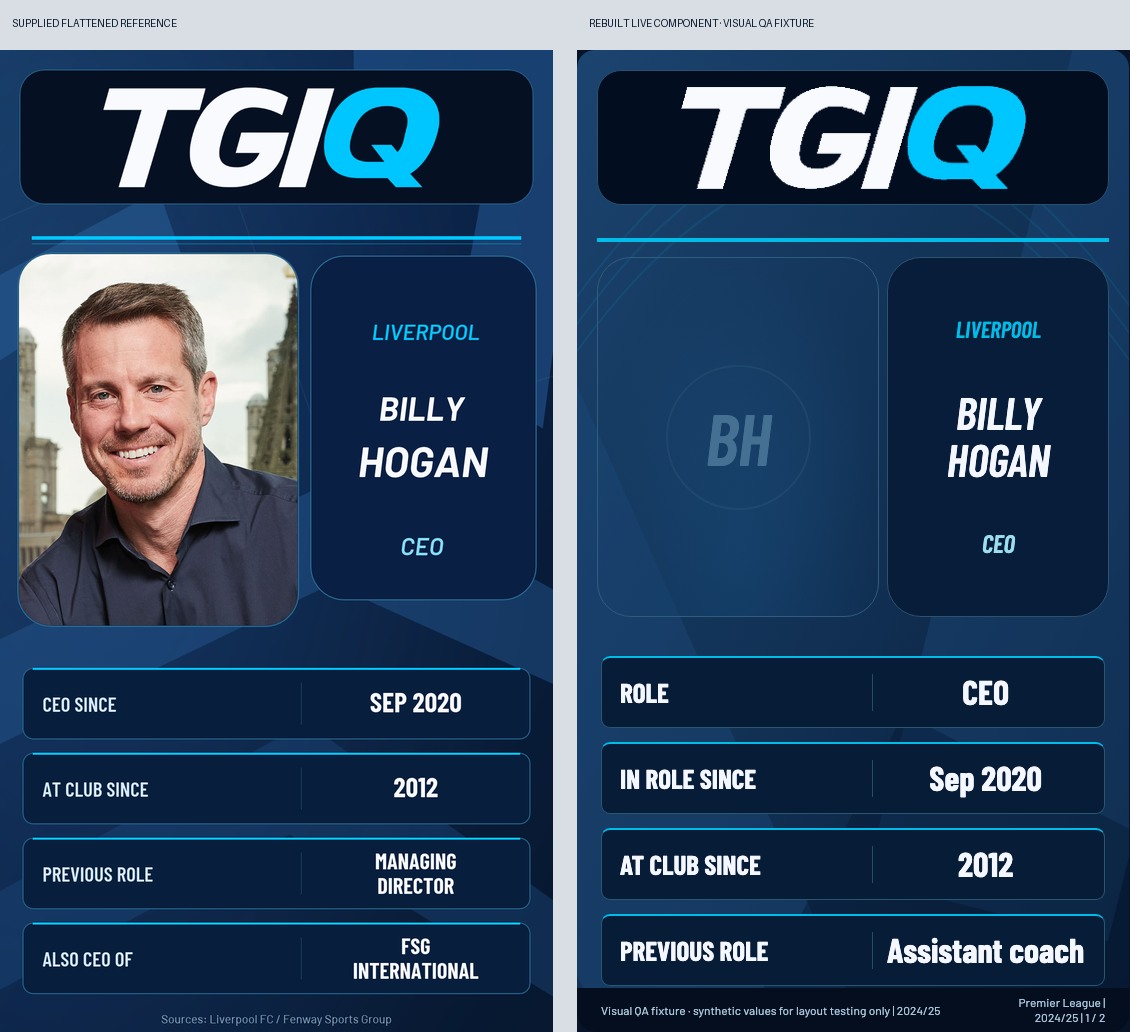 SUPPLIED FLATTENED REFERENCE
TGIQ
LIVERPOOL
BILLY
HOGAN
CEO
CEO SINCE
SEP 2020
AT CLUB SINCE
2012
PREVIOUS ROLE
MANAGING
DIRECTOR
ALSO CEO OF
FSG
INTERNATIONAL
Sources: Liverpool FC / Fenway Sports Group
REBUILT LIVE COMPONENT · VISUAL QA FIXTURE
TGIQ
BH
LIVERPOOL
BILLY
HOGAN
CEO
ROLE
CEO
IN ROLE SINCE
Sep 2020
AT CLUB SINCE
2012
PREVIOUS ROLE
Assistant coach
Visual QA fixture · synthetic values for layout testing only | 2024/25
Premier League |
2024/25 | 1 / 2